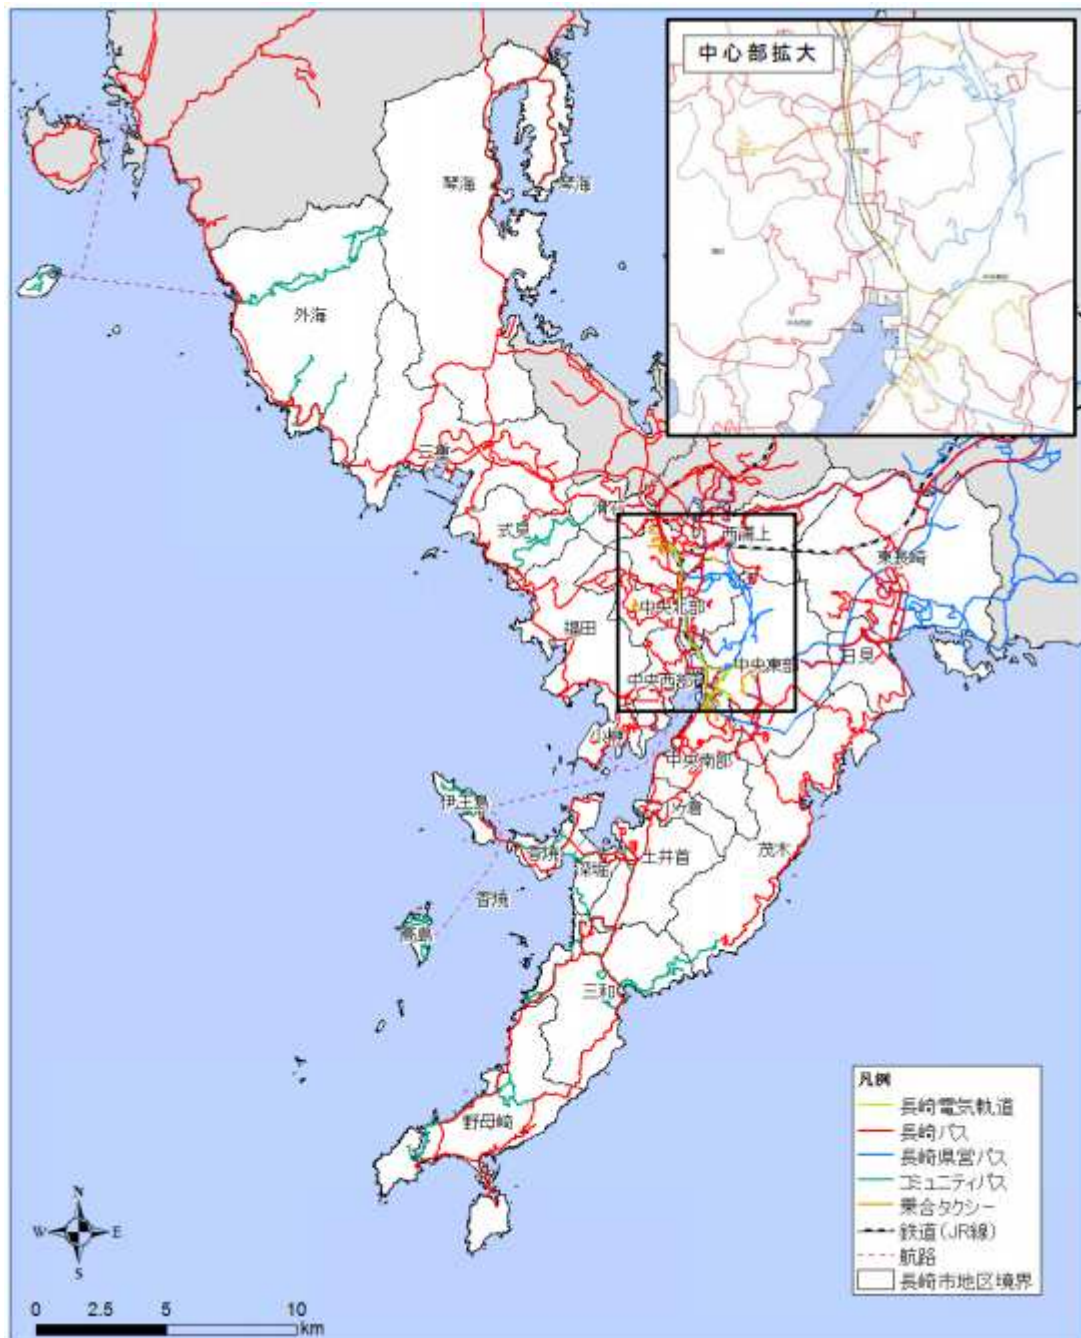 中心部拡大
琴海
琴海
外海
三重
式見
滑石
西浦上
東長崎
中央北部
福田
日見
中央東部
中央西部
小榊
中央南部
伊王島
香焼
深堀
土井首
茂木
香焼
高島
三和
野母崎
凡例
長崎電気軌道
長崎バス
長崎県営バス
コミュニティバス
乗合タクシー
鉄道(JR線)
航路
長崎市地区境界
N
W
E
S
0 2.5 5 10
km